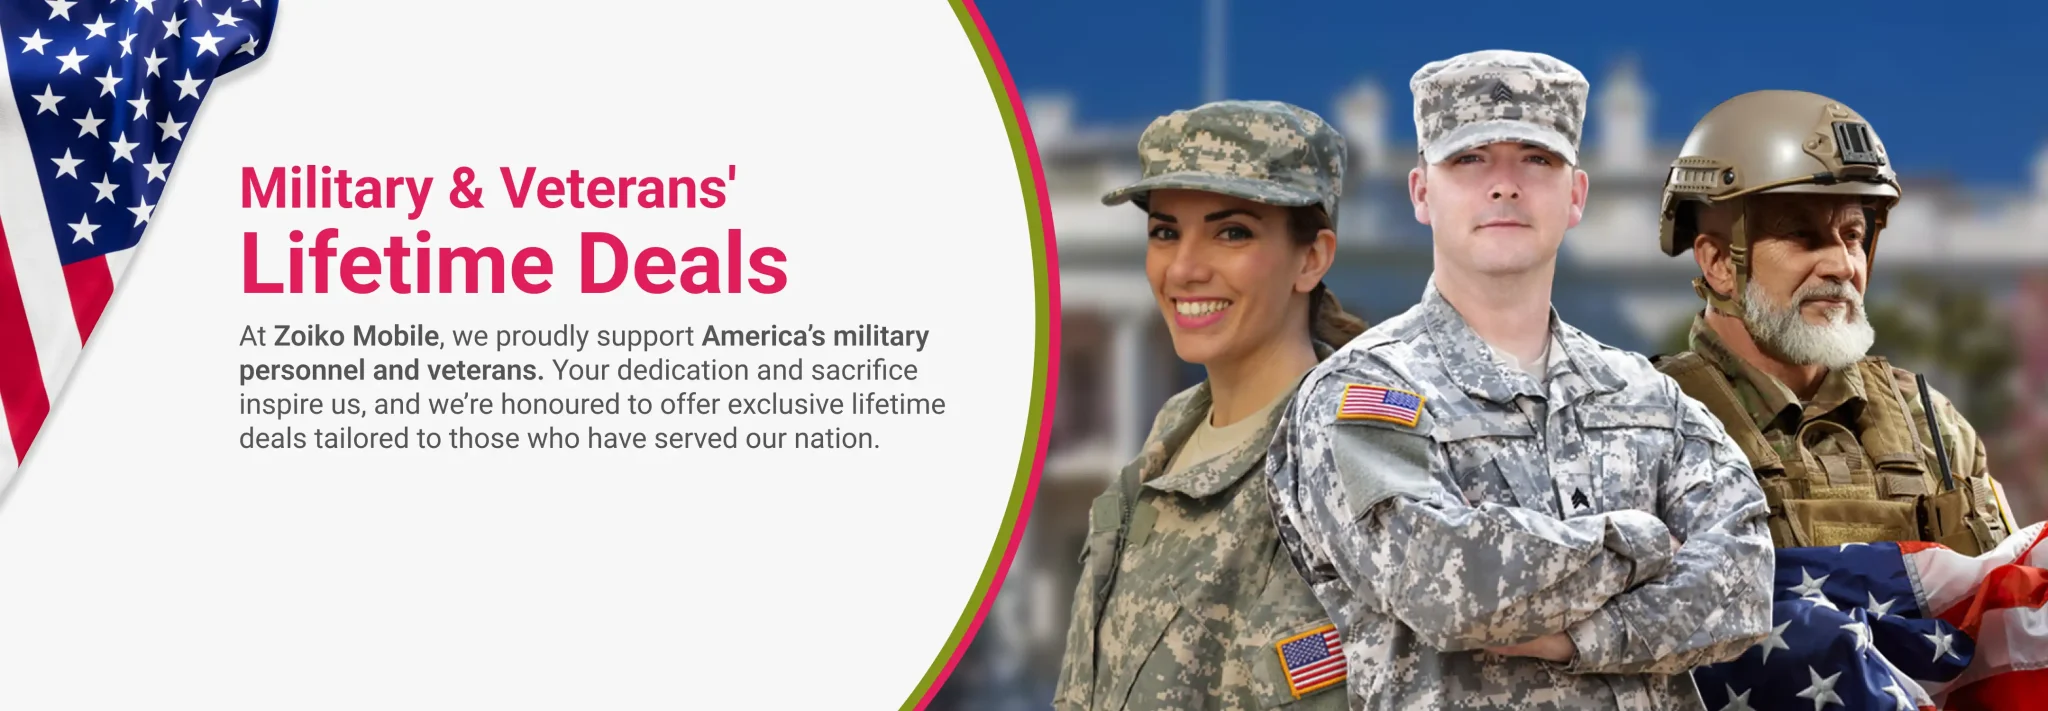 Military & Veterans'
Lifetime Deals
At Zoiko Mobile, we proudly support America’s military
personnel and veterans. Your dedication and sacrifice
inspire us, and we’re honoured to offer exclusive lifetime
deals tailored to those who have served our nation.